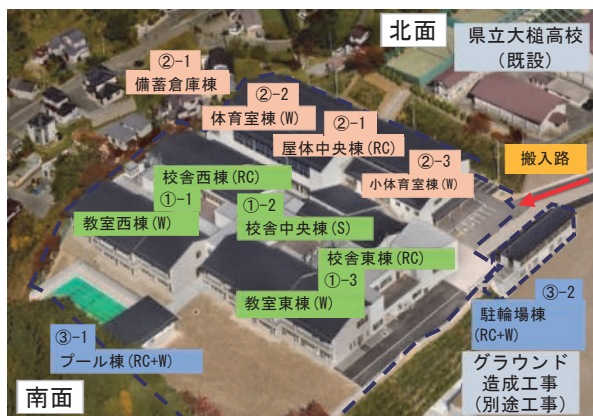 北面
県立大槌高校
(既設)
②-1
備蓄倉庫棟
②-2
体育室棟(W)
②-1
屋体中央棟(RC)
②-3
小体育室棟(W)
搬入路
校舎西棟(RC)
①-1
教室西棟(W)
①-2
校舎中央棟(S)
校舎東棟(RC)
①-3
教室東棟(W)
③-1
プール棟(RC+W)
③-2
駐輪場棟
(RC+W)
グラウンド
造成工事
(別途工事)
南面